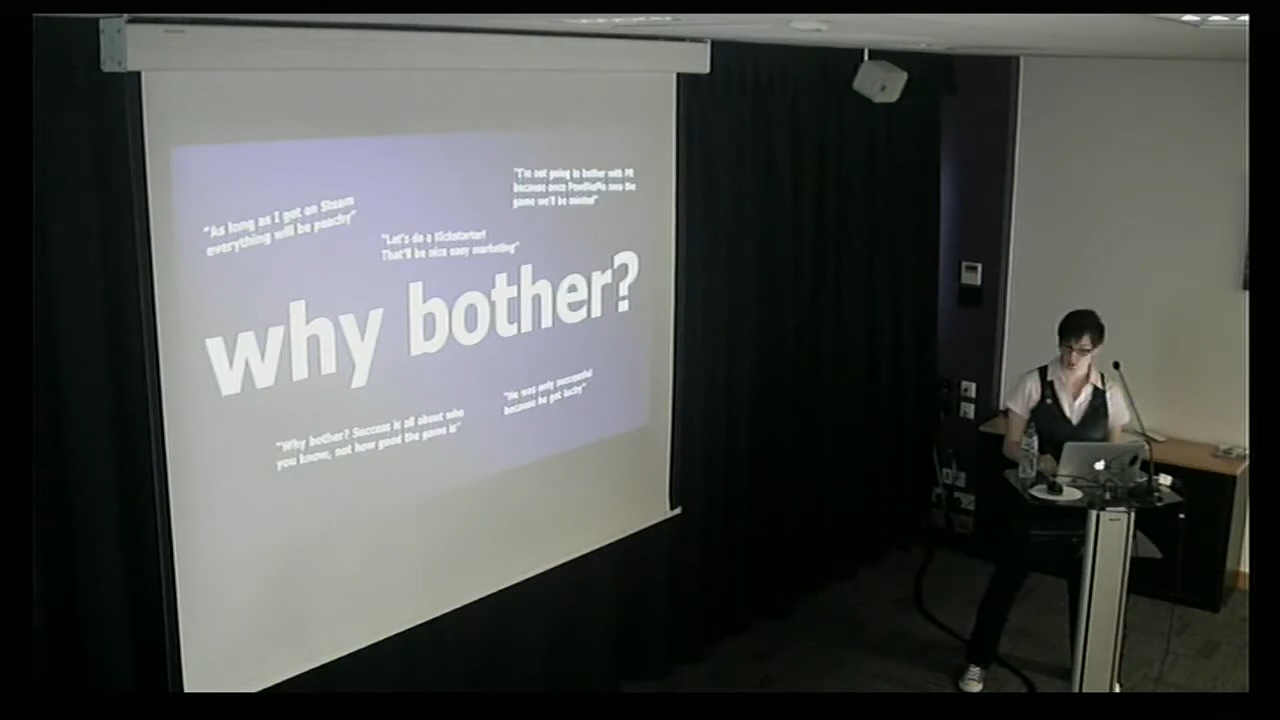 "I'm not going to bother with PR
because once PewDiePie sees the
game we'll be minted"
"As long as I get on Steam
everything will be peachy"
"Let's do a Kickstarter!
That'll be nice easy marketing"
why bother?
"He was only successful
because he got lucky"
"Why bother? Success is all about who
you know, not how good the game is"